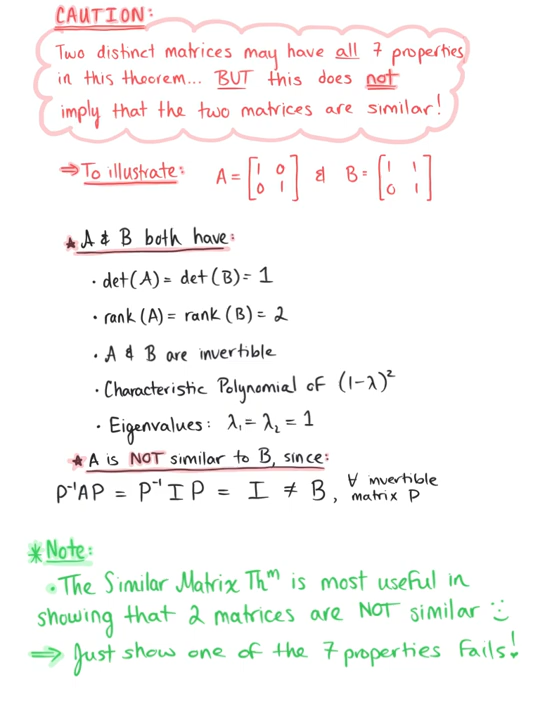 CAUTION:
Two distinct matrices may have all 7 properties
in this theorem... BUT this does not
imply that the two matrices are similar!
⇒ To illustrate: A = [1 0; 0 1] & B = [1 1; 0 1]
★ A & B both have:
• det(A) = det(B) = 1
• rank(A) = rank(B) = 2
• A & B are invertible
• Characteristic Polynomial of (1-λ)²
• Eigenvalues: λ₁ = λ₂ = 1
★ A is NOT similar to B, since:
P⁻¹AP = P⁻¹IP = I ≠ B, ∀ invertible
matrix P
* Note:
• The Similar Matrix Thᵐ is most useful in
showing that 2 matrices are NOT similar :)
⇒ Just show one of the 7 properties fails!